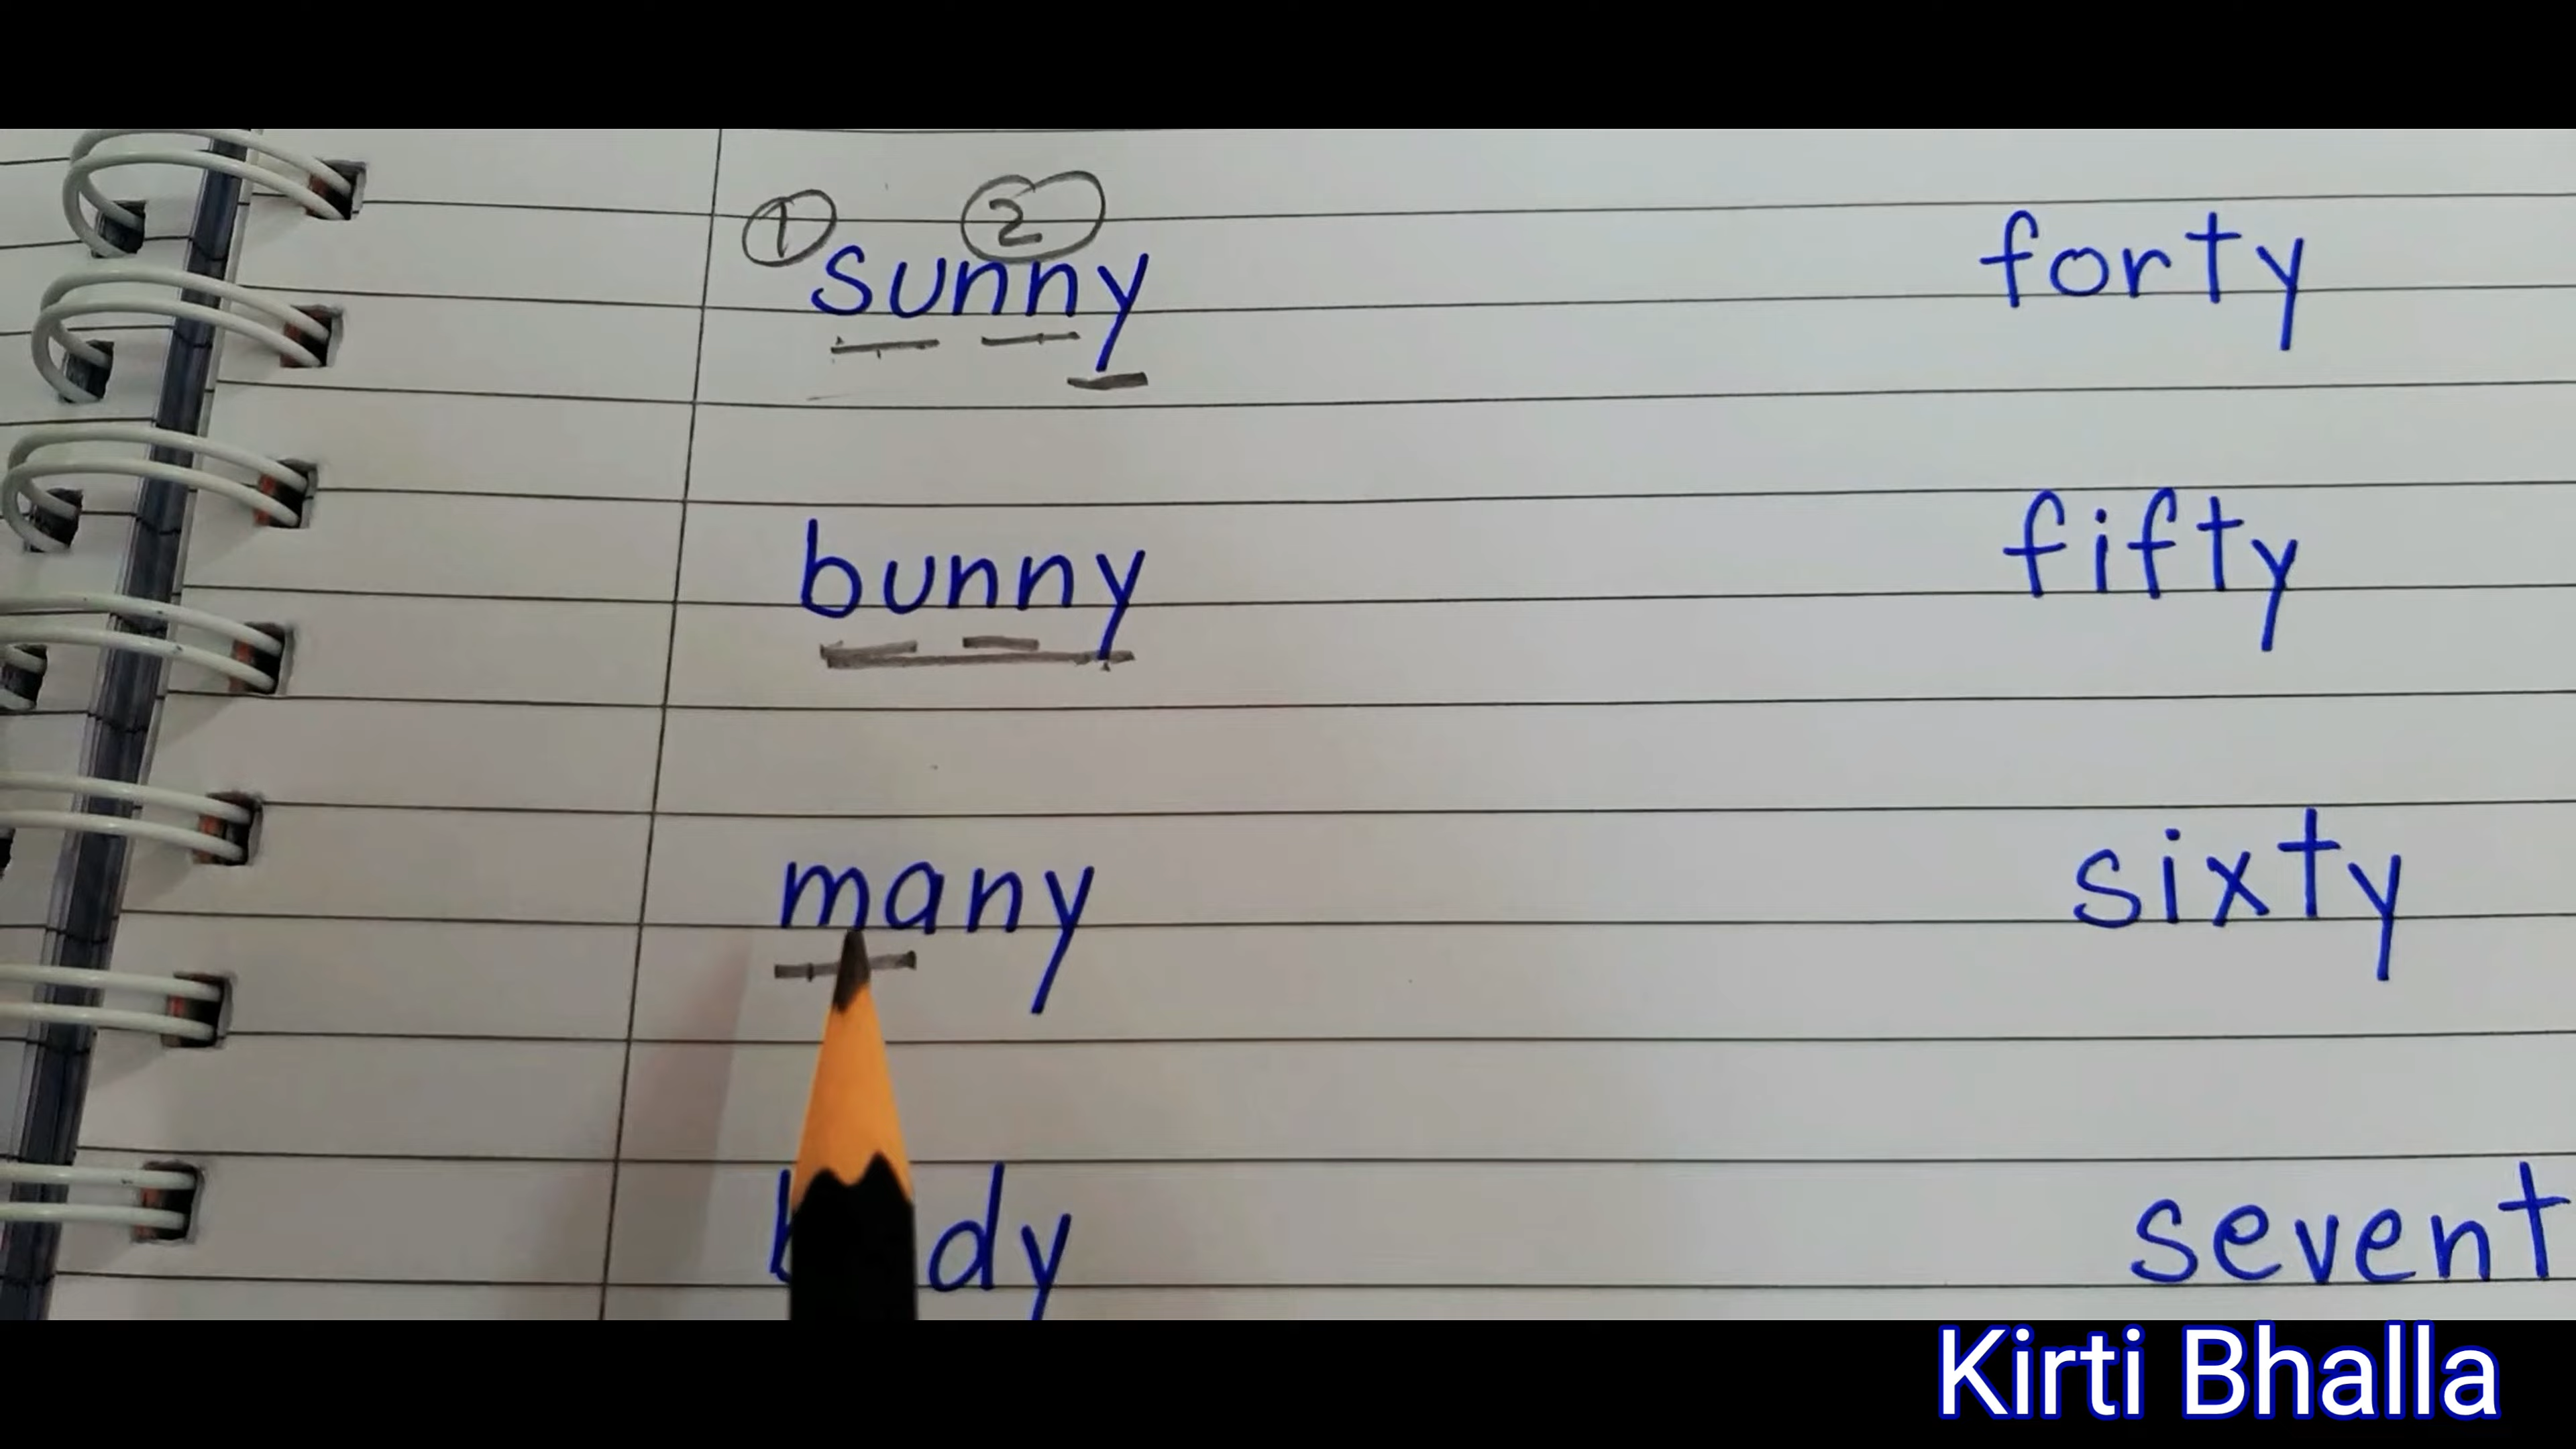 ① ②
sunny forty
bunny fifty
many sixty
dy sevent
Kirti Bhalla